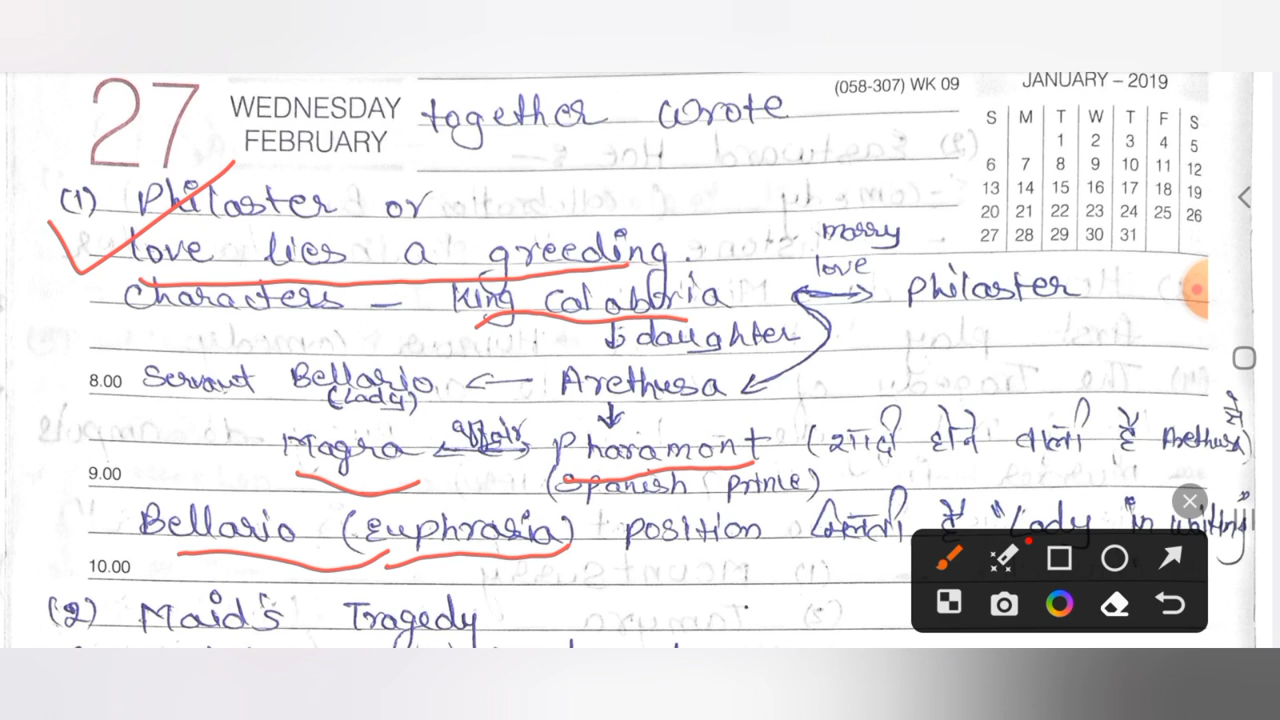 27 WEDNESDAY FEBRUARY
(058-307) WK 09
JANUARY – 2019
S M T W T F S
1 2 3 4 5
6 7 8 9 10 11 12
13 14 15 16 17 18 19
20 21 22 23 24 25 26
27 28 29 30 31
together wrote
(1) Philaster or
love lies a greeding.
marry
love
Characters – King Calabria Philaster
↓ daughter
8.00 Servant Bellario ← Arethusa
(Lady)
Magra affair Pharamont (शादी होने वाली है Arethusa से)
9.00 (Spanish prince)
Bellario (Euphrasia) position है "Lady in waiting"
10.00
(2) Maid's Tragedy